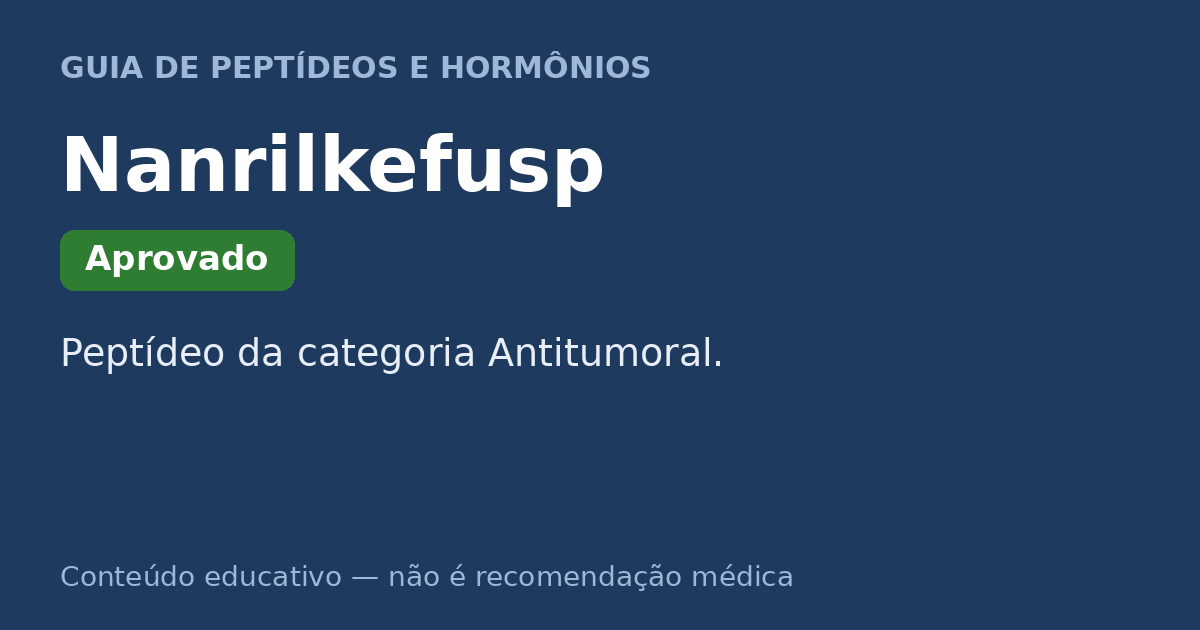 GUIA DE PEPTÍDEOS E HORMÔNIOS
Nanrilkefusp
Aprovado
Peptídeo da categoria Antitumoral.
Conteúdo educativo — não é recomendação médica